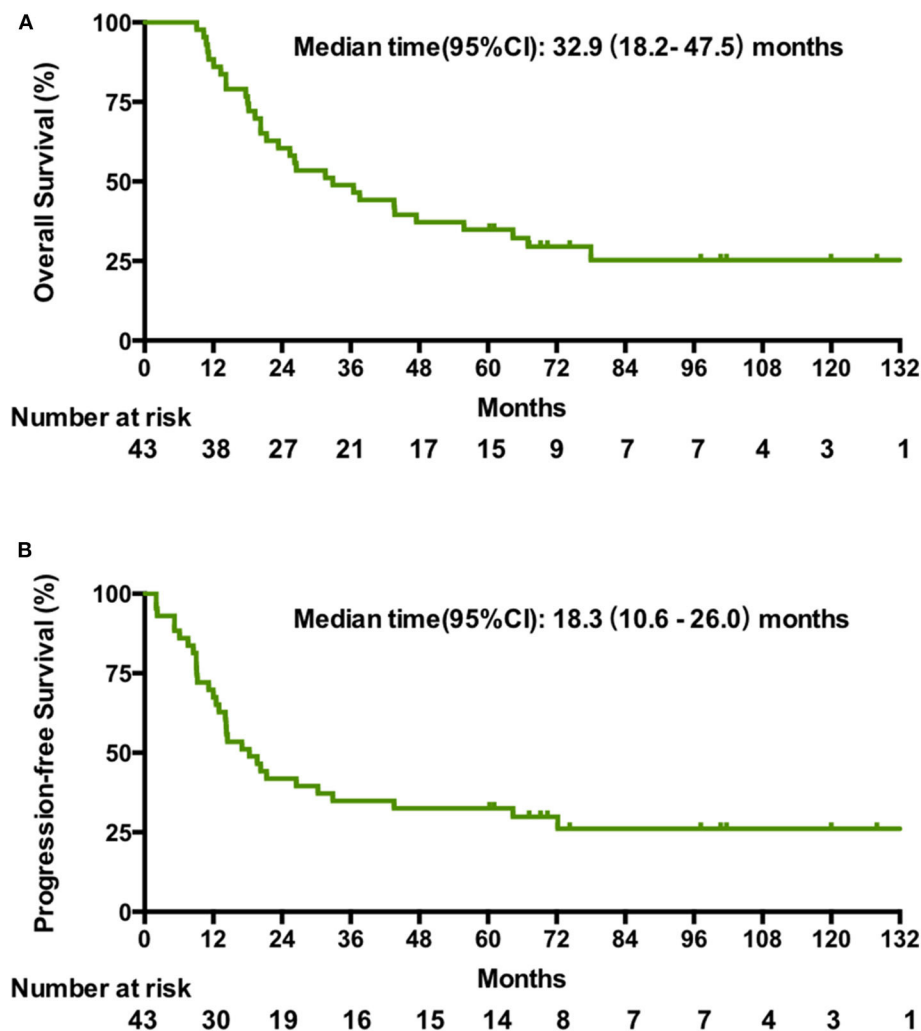 A
Median time(95%CI): 32.9 (18.2- 47.5) months
Overall Survival (%)
100
75
50
25
0
0 12 24 36 48 60 72 84 96 108 120 132
Months
Number at risk
43 38 27 21 17 15 9 7 7 4 3 1
B
Median time(95%CI): 18.3 (10.6 - 26.0) months
Progression-free Survival (%)
100
75
50
25
0
0 12 24 36 48 60 72 84 96 108 120 132
Months
Number at risk
43 30 19 16 15 14 8 7 7 4 3 1